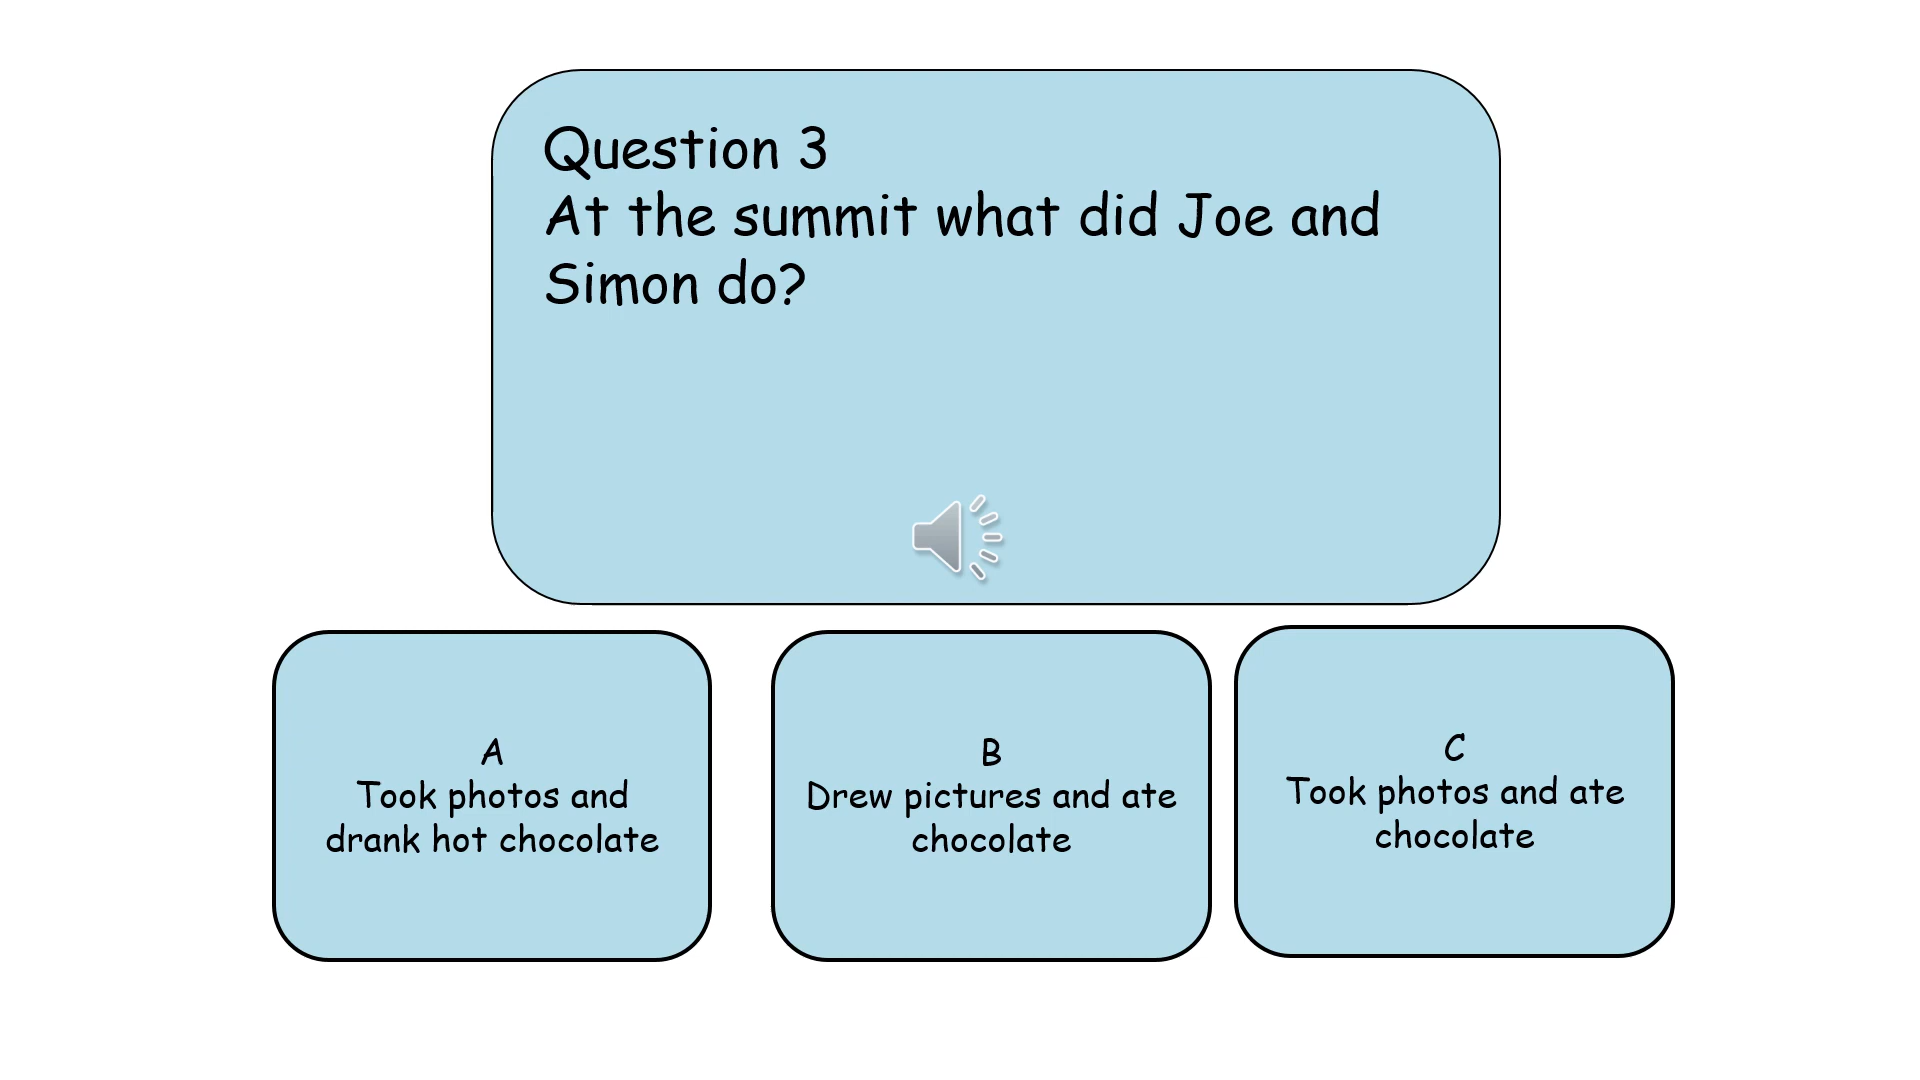 Question 3
At the summit what did Joe and
Simon do?
A
Took photos and
drank hot chocolate
B
Drew pictures and ate
chocolate
C
Took photos and ate
chocolate